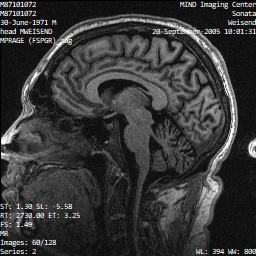 M87101072
M87101072
30-June-1971 M
head MWEISEND
MPRAGE (FSPGR)_sag
MIND Imaging Center
Sonata
Weisend
20-September-2005 10:01:31
ST: 1.30 SL: -5.58
RT: 2730.00 ET: 3.25
FS: 1.49
MR
Images: 60/128
Series: 2
WL: 394 WW: 800